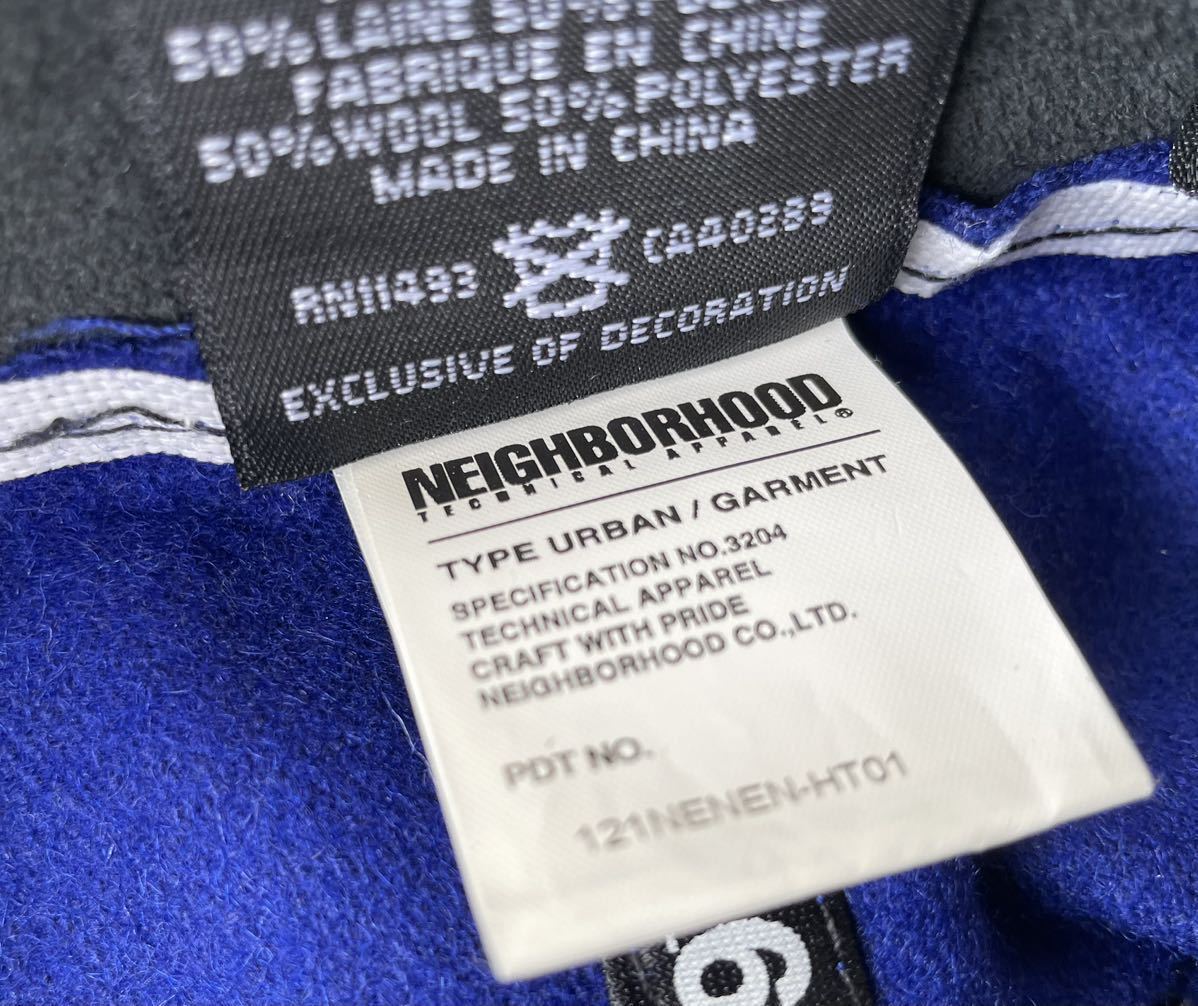 50% LAINE 50%
FABRIQUE EN CHINE
50% WOOL 50% POLYESTER
MADE IN CHINA
RN11493 CA40399
EXCLUSIVE OF DECORATION
NEIGHBORHOOD®
TECHNICAL APPAREL
TYPE URBAN / GARMENT
SPECIFICATION NO.3204
TECHNICAL APPAREL
CRAFT WITH PRIDE
NEIGHBORHOOD CO.,LTD.
PDT NO.
121NENEN-HT01